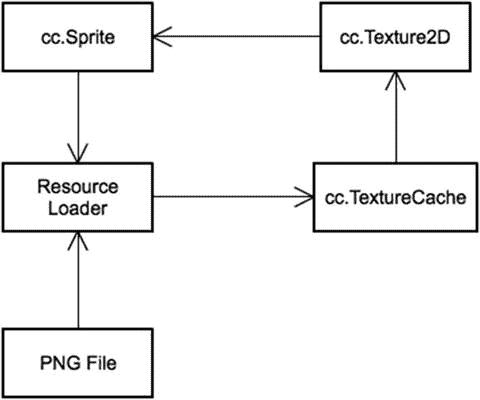 cc.Sprite
cc.Texture2D
Resource
Loader
cc.TextureCache
PNG File